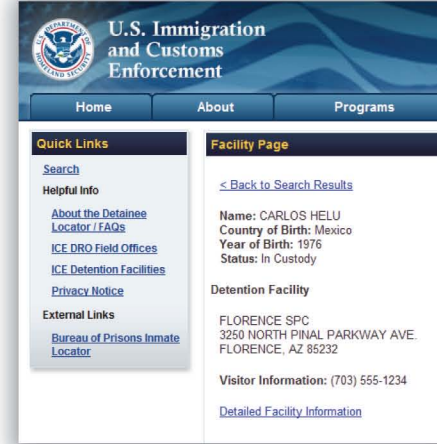 U.S. Immigration
and Customs
Enforcement
Home About Programs
Quick Links
Search
Helpful Info
About the Detainee
Locator / FAQs
ICE DRO Field Offices
ICE Detention Facilities
Privacy Notice
External Links
Bureau of Prisons Inmate
Locator
Facility Page
< Back to Search Results
Name: CARLOS HELU
Country of Birth: Mexico
Year of Birth: 1976
Status: In Custody
Detention Facility
FLORENCE SPC
3250 NORTH PINAL PARKWAY AVE.
FLORENCE, AZ 85232
Visitor Information: (703) 555-1234
Detailed Facility Information